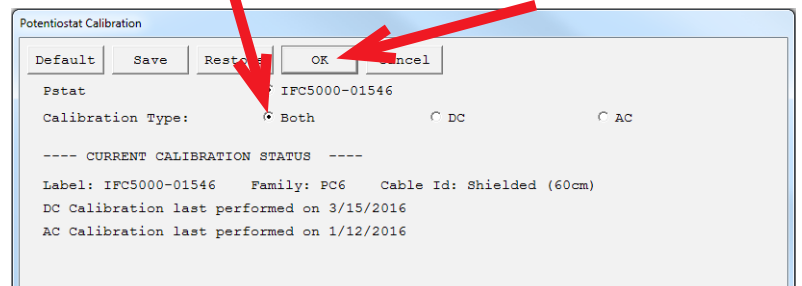 Potentiostat Calibration
Default Save Restore OK Cancel
Pstat IFC5000-01546
Calibration Type: Both DC AC
---- CURRENT CALIBRATION STATUS ----
Label: IFC5000-01546 Family: PC6 Cable Id: Shielded (60cm)
DC Calibration last performed on 3/15/2016
AC Calibration last performed on 1/12/2016